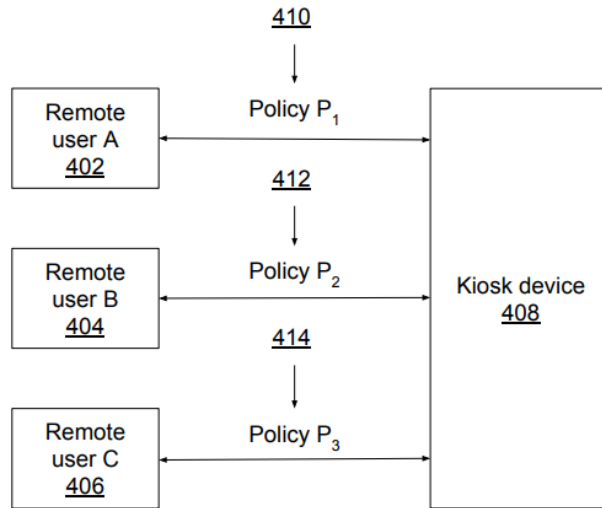 410
Policy P1
Remote
user A
402
412
Policy P2
Remote
user B
404
Kiosk device
408
414
Policy P3
Remote
user C
406